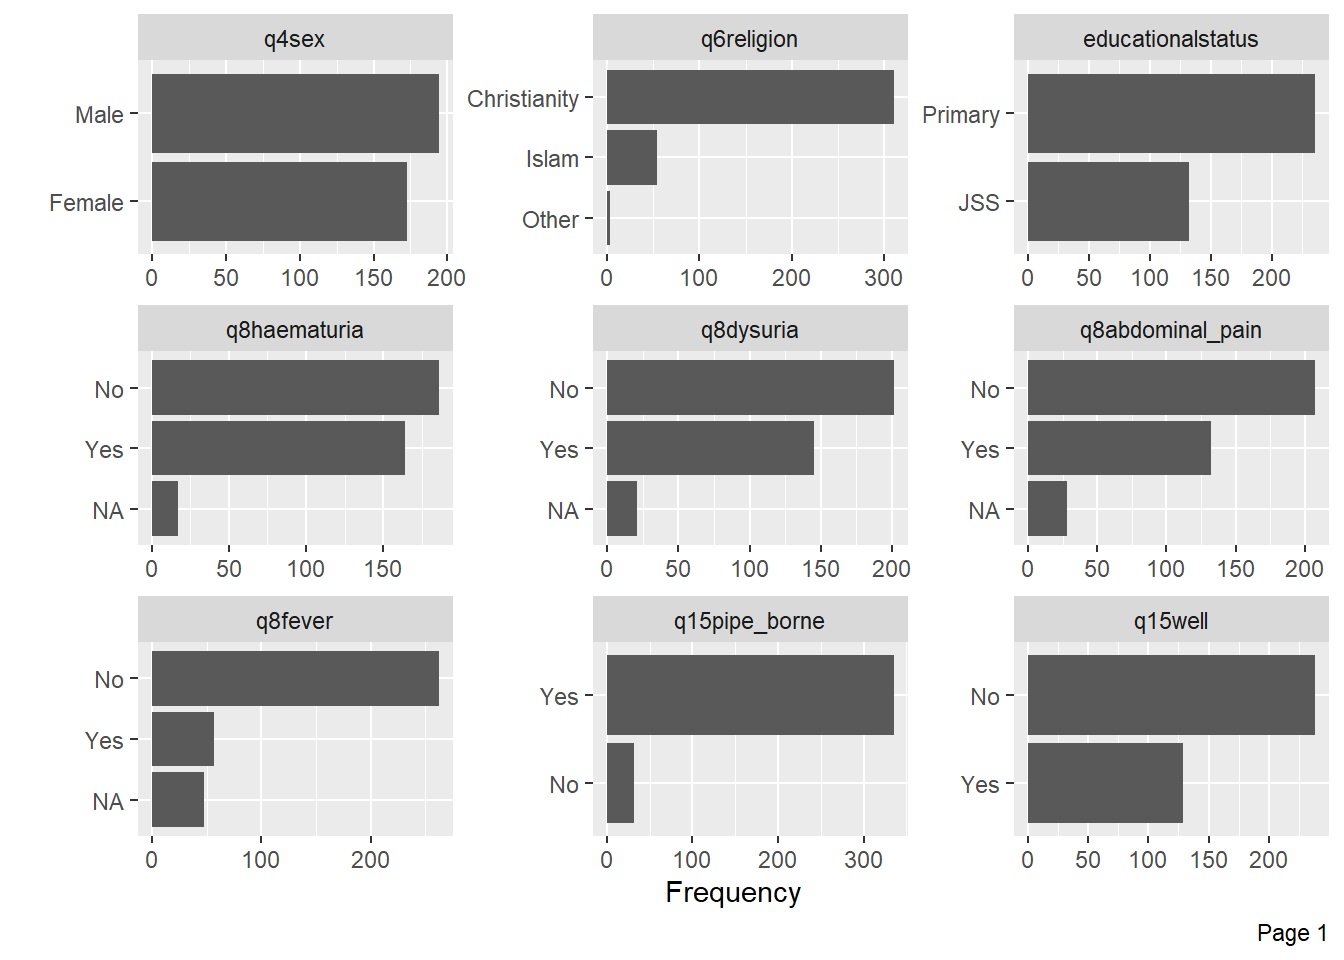 q4sex
Male
Female
0 50 100 150 200
q6religion
Christianity
Islam
Other
0 100 200 300
educationalstatus
Primary
JSS
0 50 100 150 200
q8haematuria
No
Yes
NA
0 50 100 150
q8dysuria
No
Yes
NA
0 50 100 150 200
q8abdominal_pain
No
Yes
NA
0 50 100 150 200
q8fever
No
Yes
NA
0 100 200
q15pipe_borne
Yes
No
0 100 200 300
q15well
No
Yes
0 50 100 150 200
Frequency
Page 1